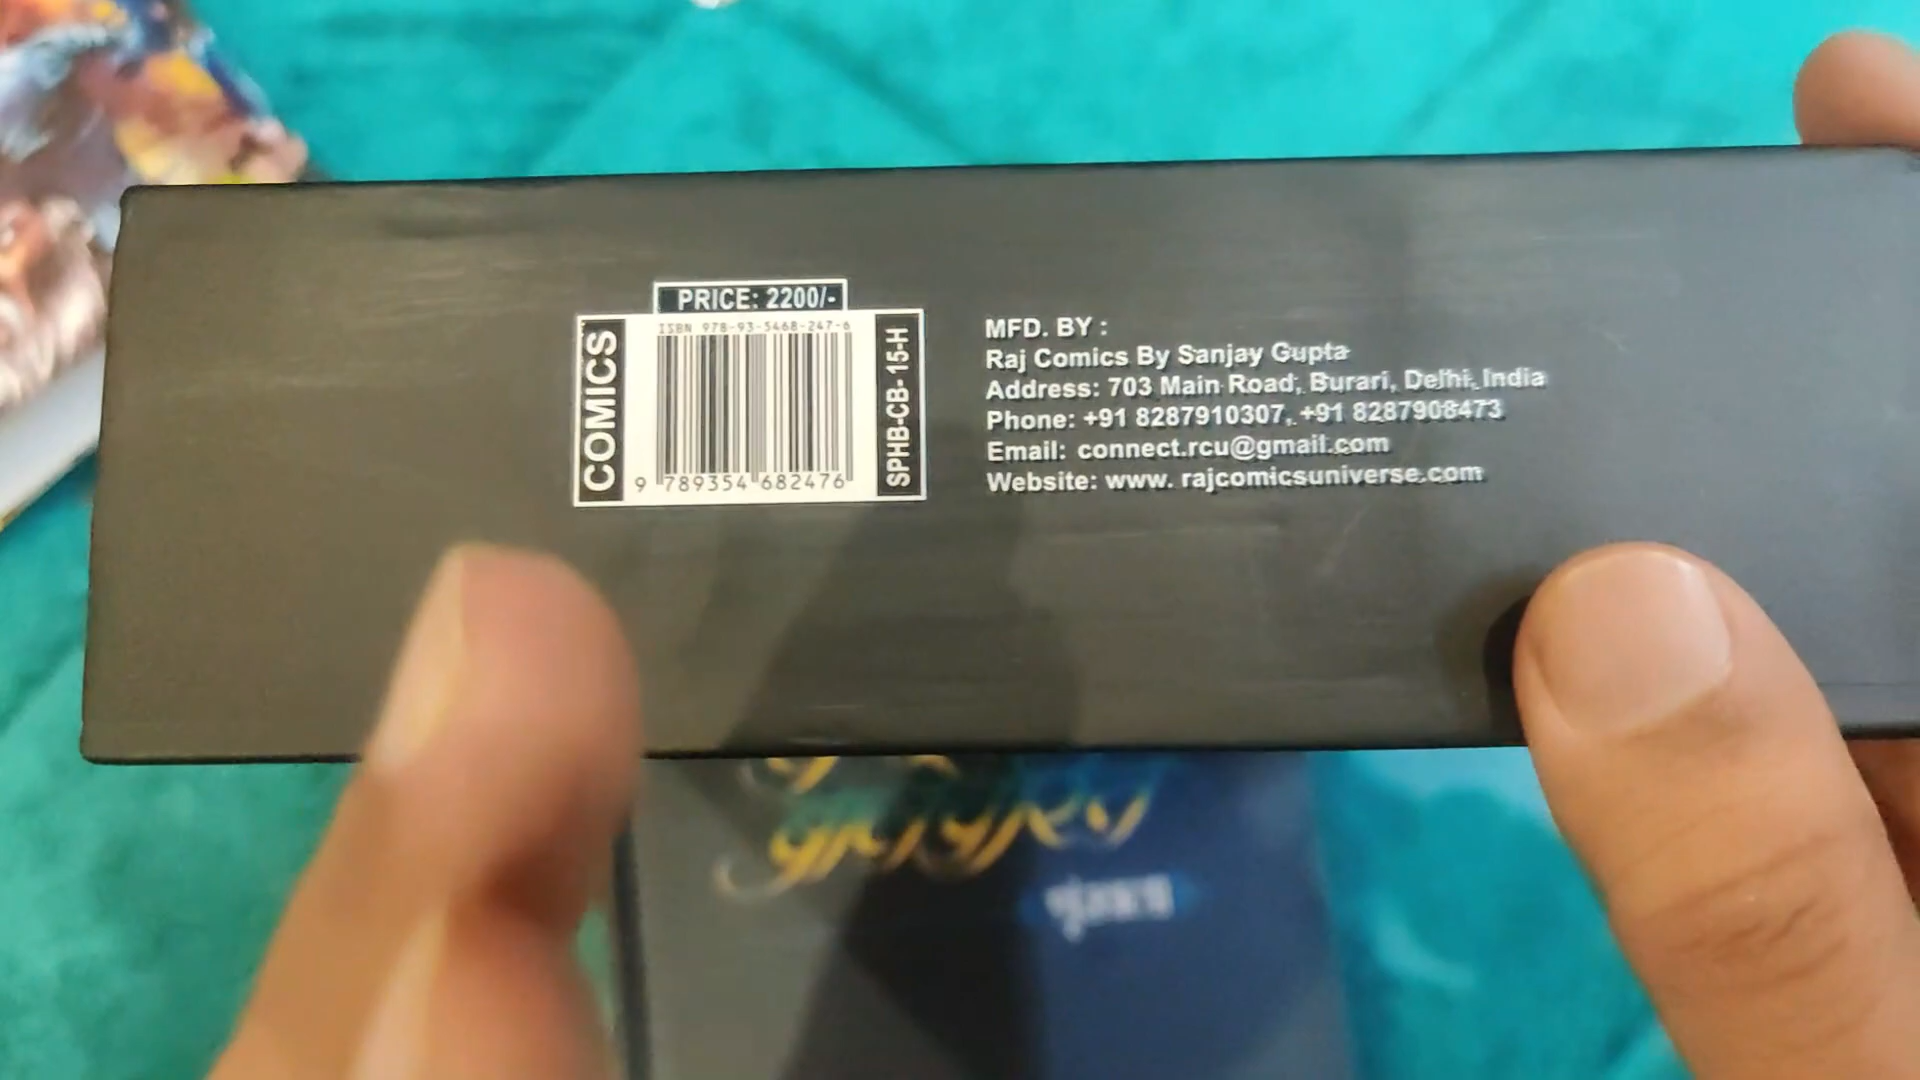 PRICE: 2200/-
ISBN 978-93-5468-247-6
COMICS
SPHB-CB-15-H
9 789354 682476
MFD. BY :
Raj Comics By Sanjay Gupta
Address: 703 Main Road, Burari, Delhi, India
Phone: +91 8287910307, +91 8287908473
Email: connect.rcu@gmail.com
Website: www. rajcomicsuniverse.com